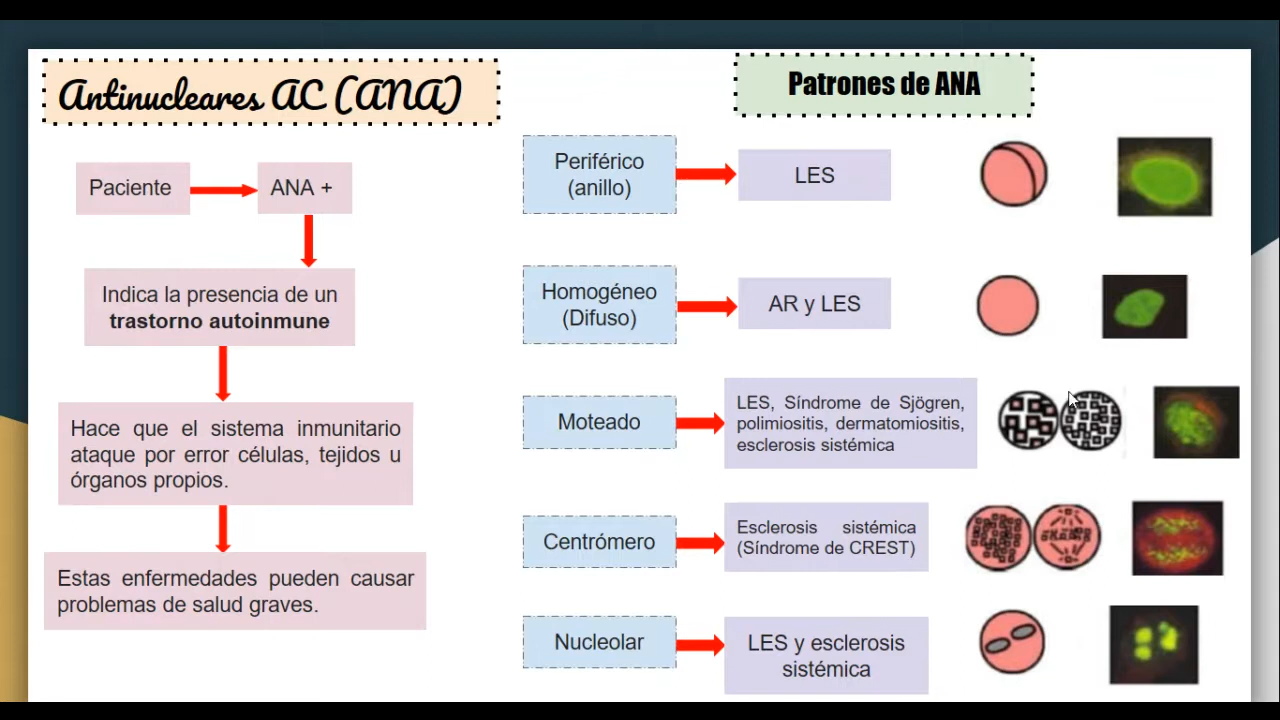 Antinucleares AC (ANA)
Paciente
ANA +
Indica la presencia de un
trastorno autoinmune
Hace que el sistema inmunitario
ataque por error células, tejidos u
órganos propios.
Estas enfermedades pueden causar
problemas de salud graves.
Patrones de ANA
Periférico
(anillo)
LES
Homogéneo
(Difuso)
AR y LES
Moteado
LES, Síndrome de Sjögren,
polimiositis, dermatomiositis,
esclerosis sistémica
Centrómero
Esclerosis sistémica
(Síndrome de CREST)
Nucleolar
LES y esclerosis
sistémica